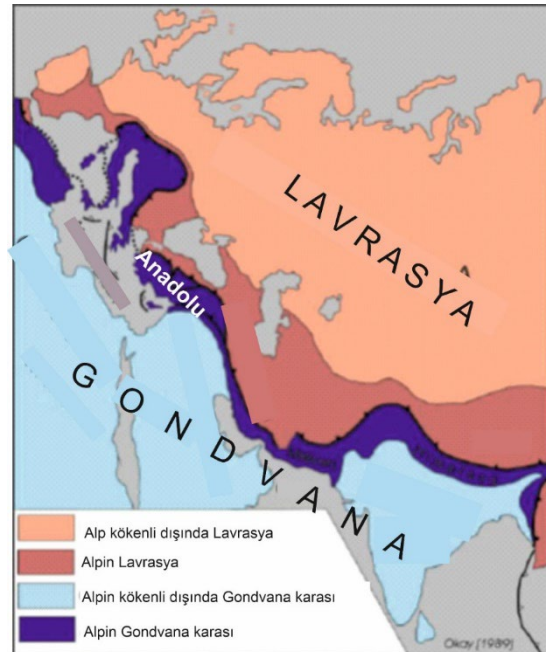 LAVRASYA
Anadolu
GONDVANA
Alp kökenli dışında Lavrasya
Alpin Lavrasya
Alpin kökenli dışında Gondvana karası
Alpin Gondvana karası
Okay [1989]